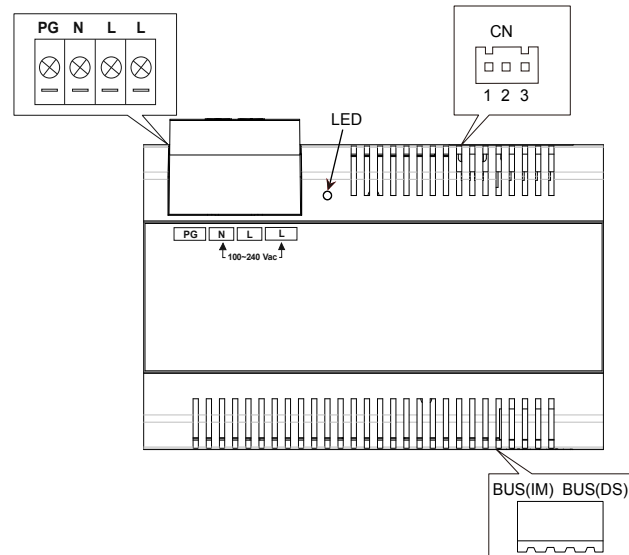 PG N L L
CN
1 2 3
LED
PG N L L
100~240 Vac
BUS(IM) BUS(DS)